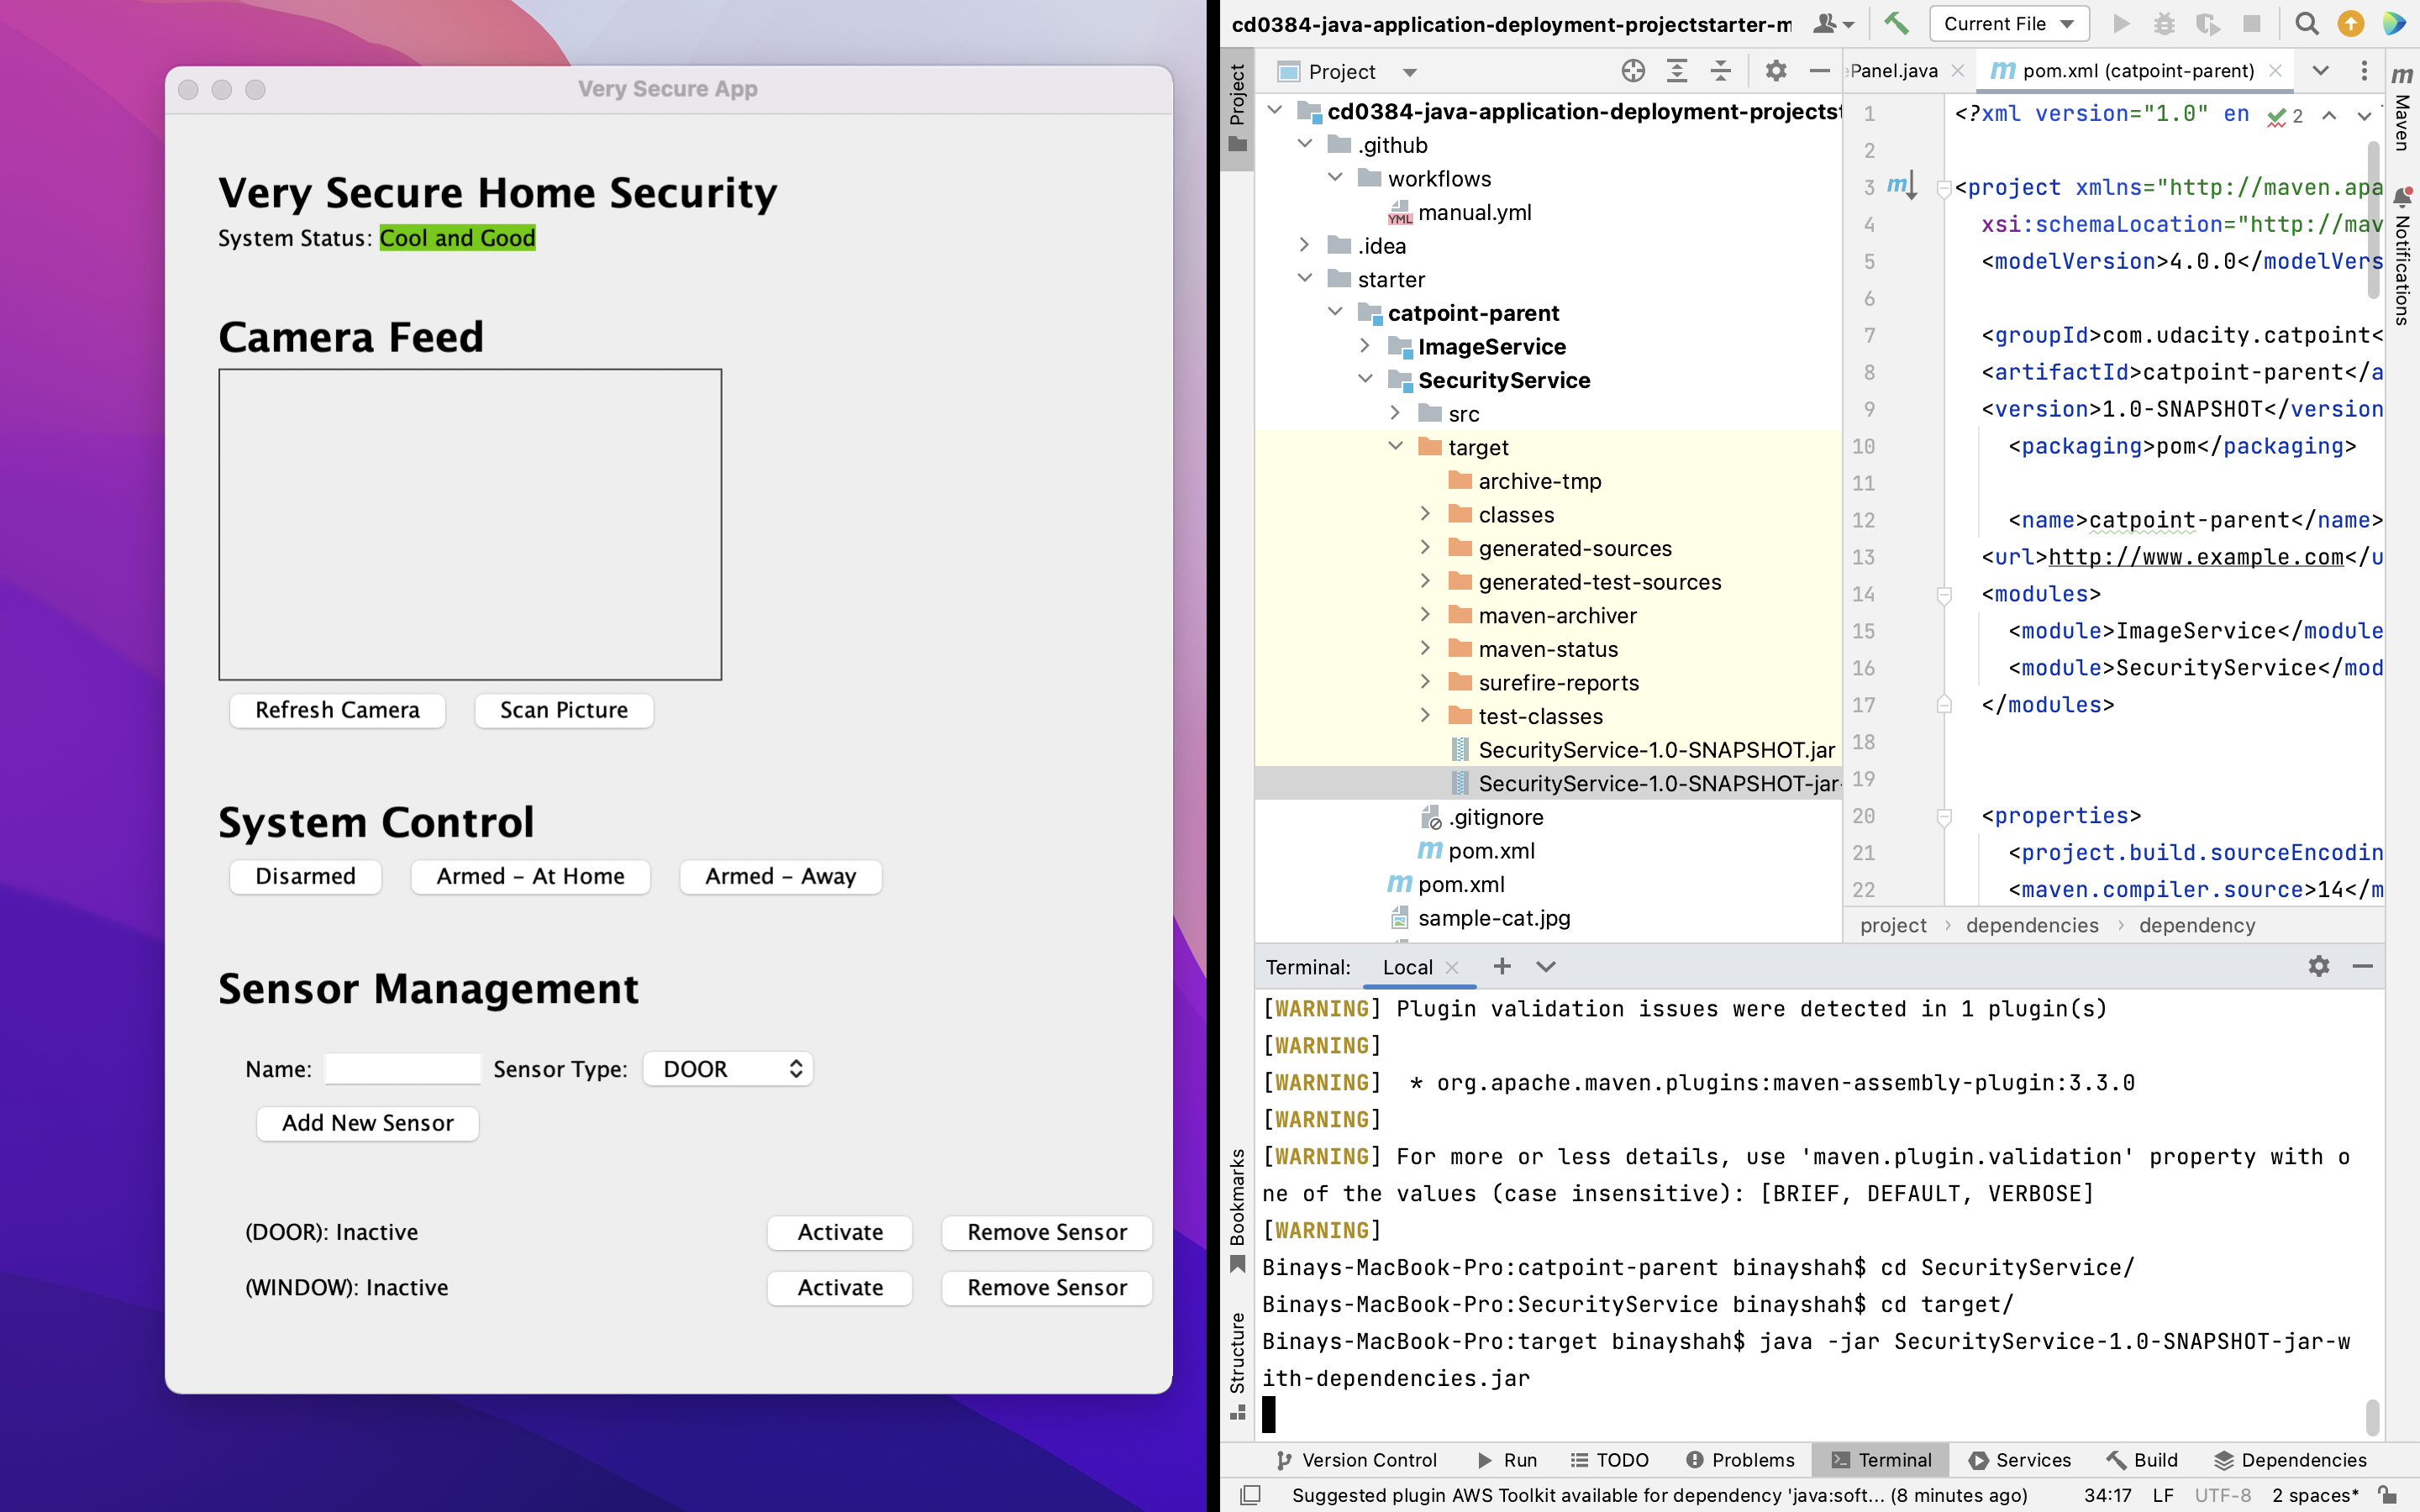 Very Secure App
Very Secure Home Security
System Status: Cool and Good
Camera Feed
Refresh Camera
Scan Picture
System Control
Disarmed
Armed – At Home
Armed – Away
Sensor Management
Name:
Sensor Type:
DOOR
Add New Sensor
(DOOR): Inactive
Activate
Remove Sensor
(WINDOW): Inactive
Activate
Remove Sensor
cd0384-java-application-deployment-projectstarter-m
Current File
Project
Project
cd0384-java-application-deployment-projectst
.github
workflows
YML
manual.yml
.idea
starter
catpoint-parent
ImageService
SecurityService
src
target
archive-tmp
classes
generated-sources
generated-test-sources
maven-archiver
maven-status
surefire-reports
test-classes
SecurityService-1.0-SNAPSHOT.jar
SecurityService-1.0-SNAPSHOT-jar-
.gitignore
pom.xml
pom.xml
sample-cat.jpg
Panel.java
pom.xml (catpoint-parent)
2
1 <?xml version="1.0" en
2
3 <project xmlns="http://maven.apa
4 xsi:schemaLocation="http://mav
5 <modelVersion>4.0.0</modelVers
6
7 <groupId>com.udacity.catpoint<
8 <artifactId>catpoint-parent</a
9 <version>1.0-SNAPSHOT</version
10 <packaging>pom</packaging>
11
12 <name>catpoint-parent</name>
13 <url>http://www.example.com</u
14 <modules>
15 <module>ImageService</module
16 <module>SecurityService</mod
17 </modules>
18
19
20 <properties>
21 <project.build.sourceEncodin
22 <maven.compiler.source>14</m
project › dependencies › dependency
Maven
Notifications
Terminal:
Local
[WARNING] Plugin validation issues were detected in 1 plugin(s)
[WARNING]
[WARNING]  * org.apache.maven.plugins:maven-assembly-plugin:3.3.0
[WARNING]
[WARNING] For more or less details, use 'maven.plugin.validation' property with o
ne of the values (case insensitive): [BRIEF, DEFAULT, VERBOSE]
[WARNING]
Binays-MacBook-Pro:catpoint-parent binayshah$ cd SecurityService/
Binays-MacBook-Pro:SecurityService binayshah$ cd target/
Binays-MacBook-Pro:target binayshah$ java -jar SecurityService-1.0-SNAPSHOT-jar-w
ith-dependencies.jar
Bookmarks
Structure
Version Control
Run
TODO
Problems
Terminal
Services
Build
Dependencies
Suggested plugin AWS Toolkit available for dependency 'java:soft... (8 minutes ago)
34:17
LF
UTF-8
2 spaces*